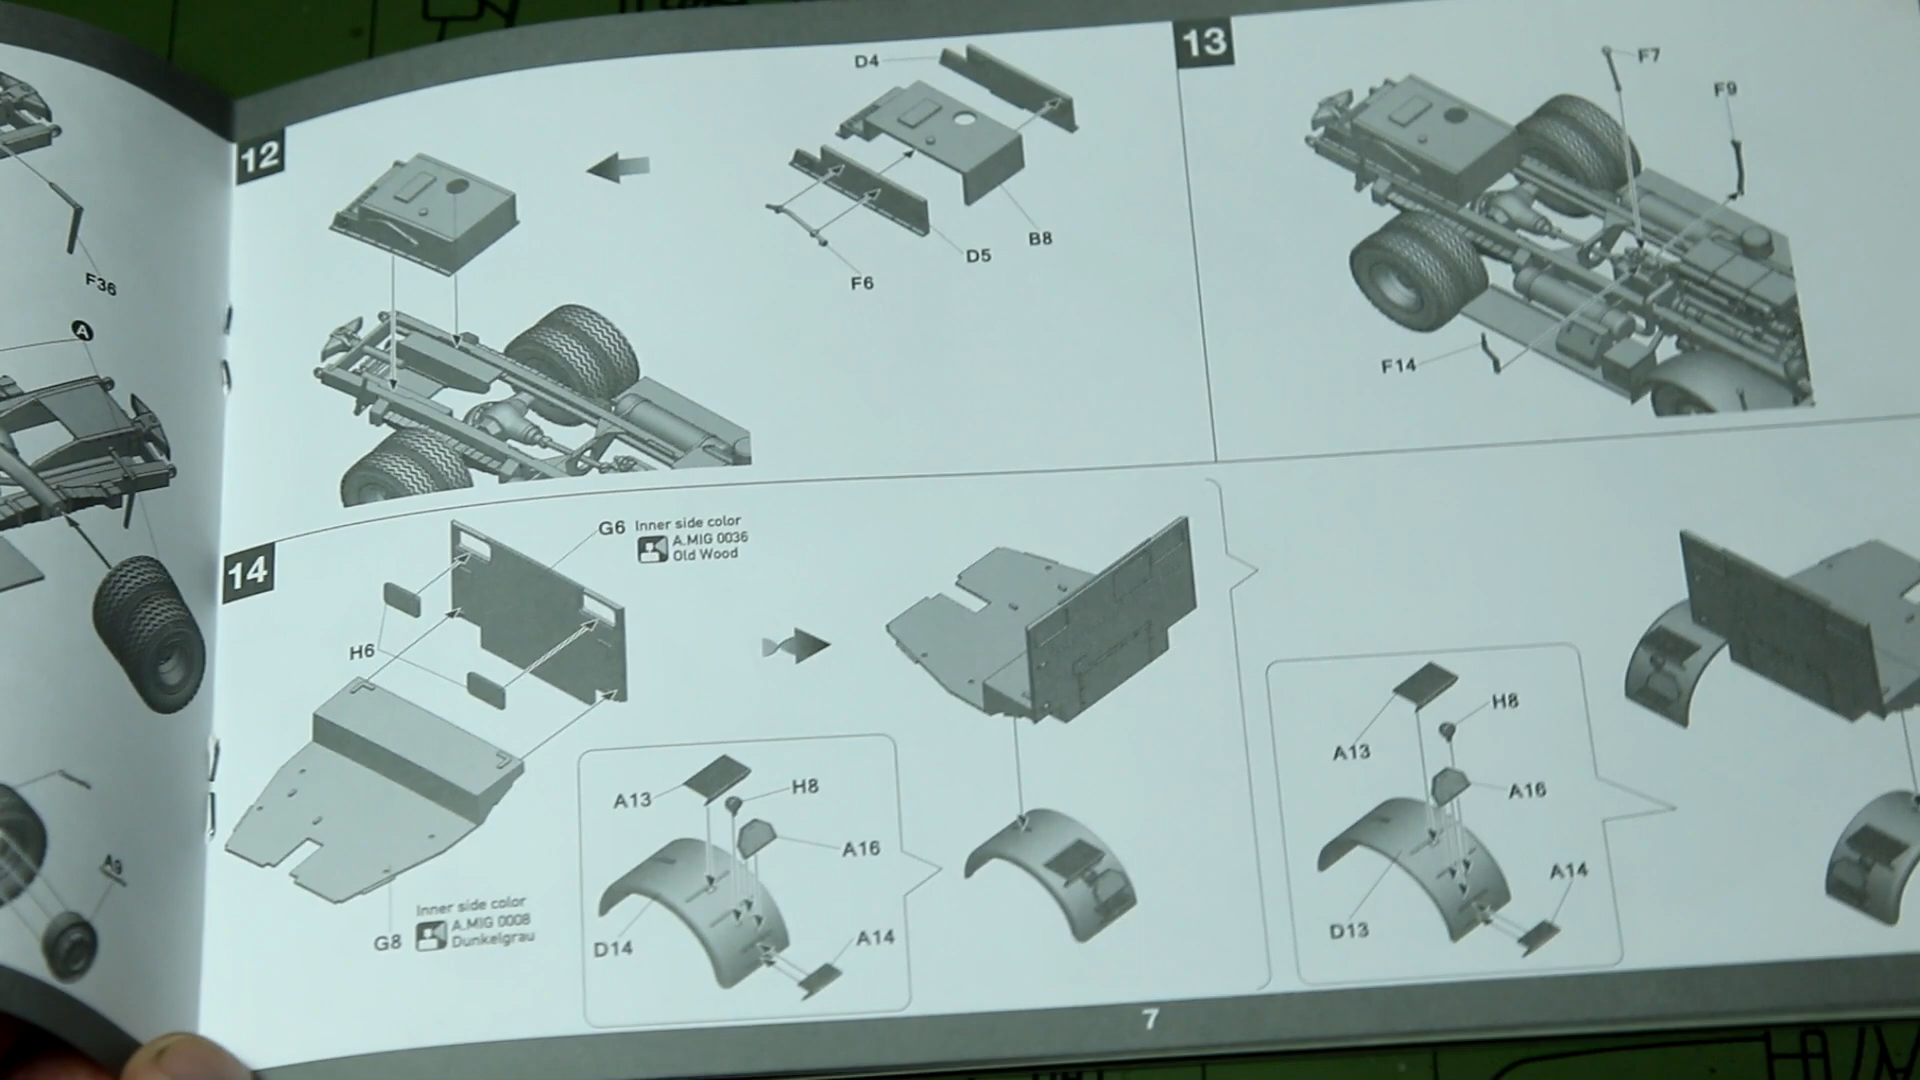 F36
A
A9
12
D4
B8
D5
F6
13
F7
F9
F14
14
G6 Inner side color
A.MIG 0036
Old Wood
H6
G8
Inner side color
A.MIG 0008
Dunkelgrau
A13
H8
A16
D14
A14
A13
H8
A16
A14
D13
7